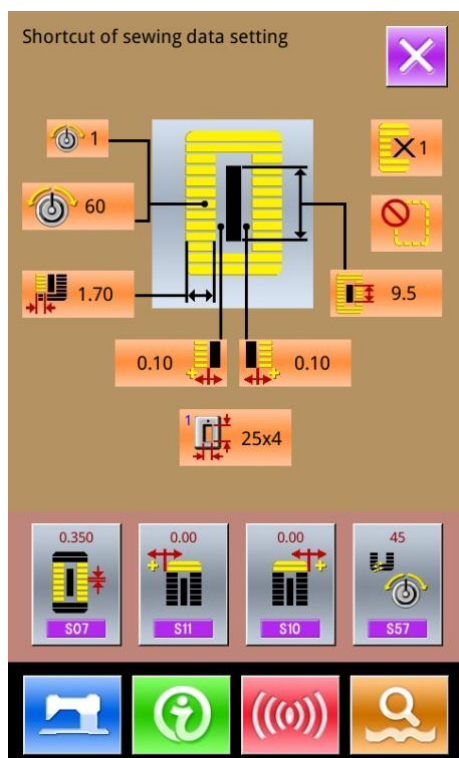 Shortcut of sewing data setting
1
1
60
1.70
9.5
0.10
0.10
1
25x4
0.350
0.00
0.00
45
S07
S11
S10
S57